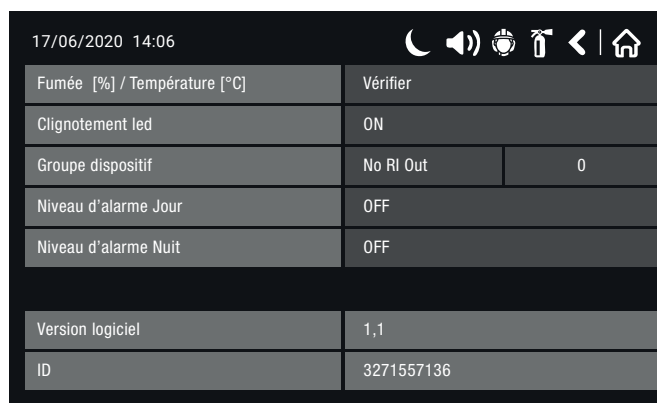 17/06/2020 14:06
Fumée [%] / Température [°C] Vérifier
Clignotement led ON
Groupe dispositif No RI Out 0
Niveau d'alarme Jour OFF
Niveau d'alarme Nuit OFF
Version logiciel 1,1
ID 3271557136